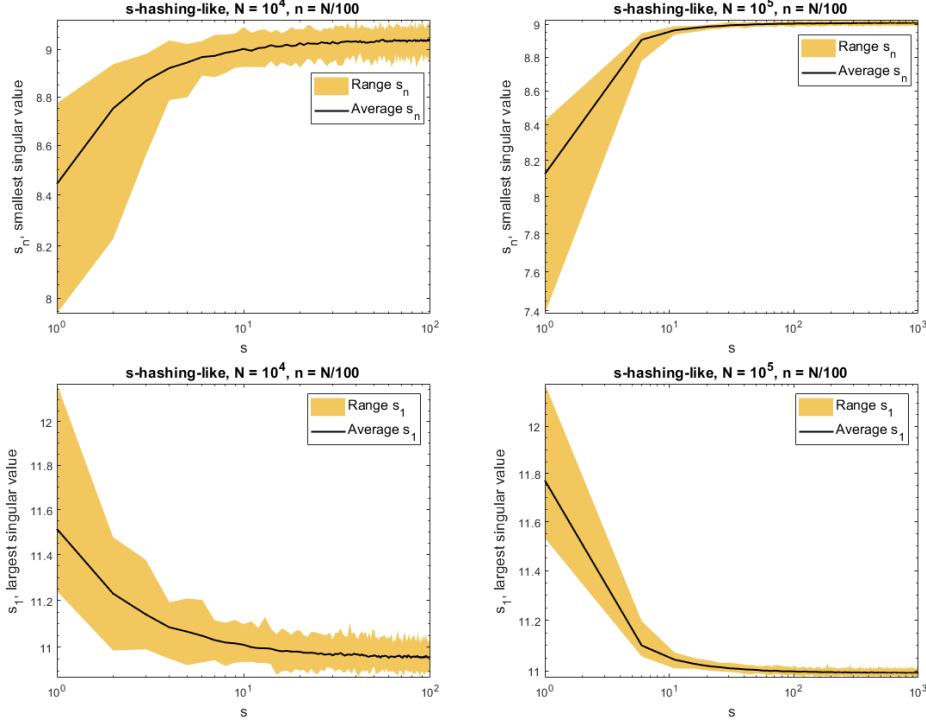 s-hashing-like, N = 10^4, n = N/100
s_n, smallest singular value
9
8.8
8.6
8.4
8.2
8
Range s_n
Average s_n
10^0
10^1
10^2
s
s-hashing-like, N = 10^5, n = N/100
s_n, smallest singular value
9
8.8
8.6
8.4
8.2
8
7.8
7.6
7.4
Range s_n
Average s_n
10^0
10^1
10^2
10^3
s
s-hashing-like, N = 10^4, n = N/100
s_1, largest singular value
12
11.8
11.6
11.4
11.2
11
Range s_1
Average s_1
10^0
10^1
10^2
s
s-hashing-like, N = 10^5, n = N/100
s_1, largest singular value
12
11.8
11.6
11.4
11.2
11
Range s_1
Average s_1
10^0
10^1
10^2
10^3
s